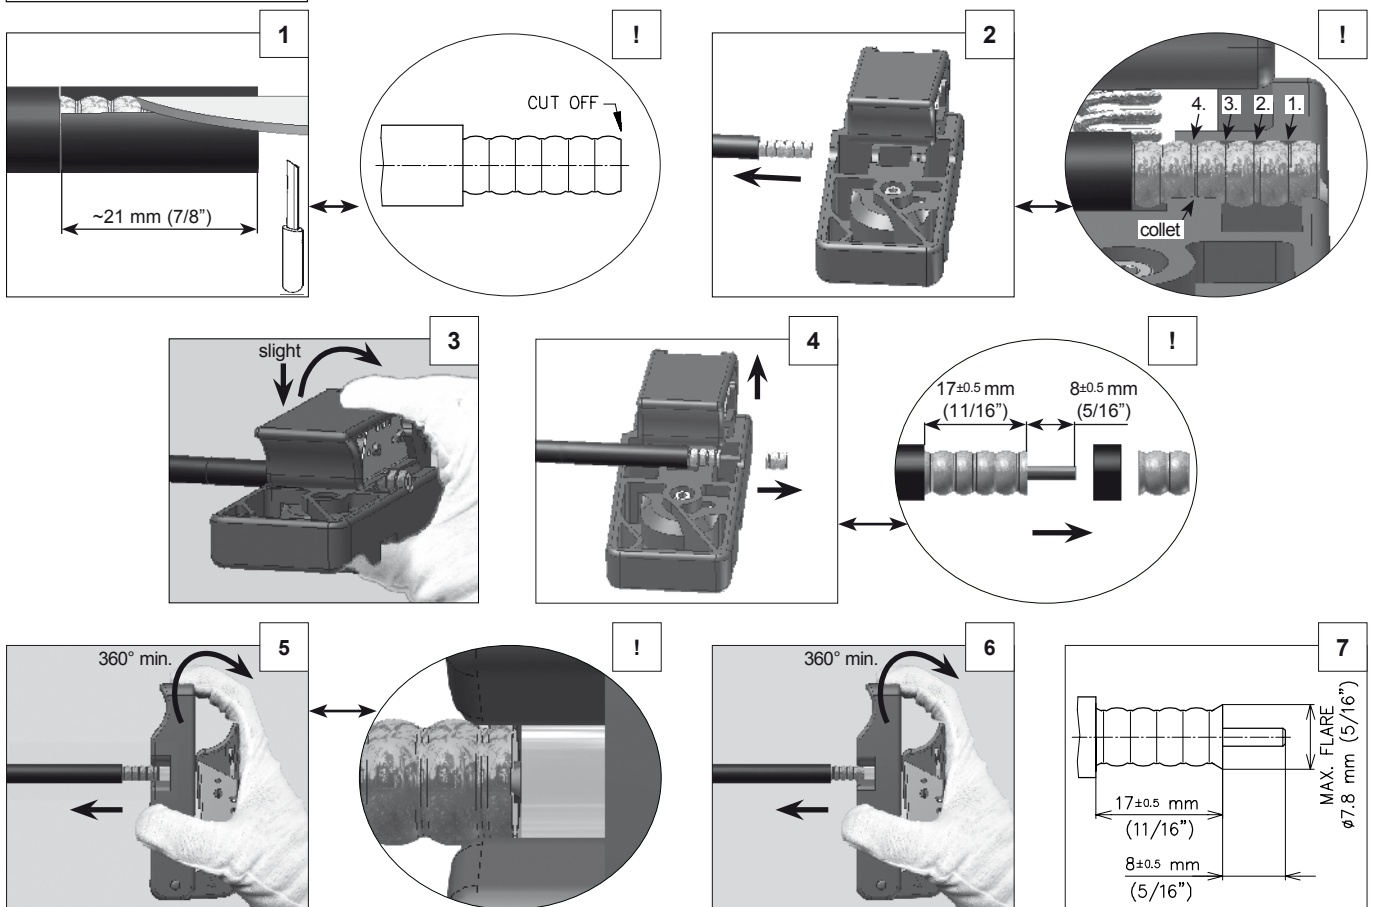 1
~21 mm (7/8”)
!
CUT OFF
2
!
4. 3. 2. 1.
collet
3
slight
4
!
17±0.5 mm
(11/16”)
8±0.5 mm
(5/16”)
5
360° min.
!
6
360° min.
7
MAX. FLARE
ø7.8 mm (5/16”)
17±0.5 mm
(11/16”)
8±0.5 mm
(5/16”)